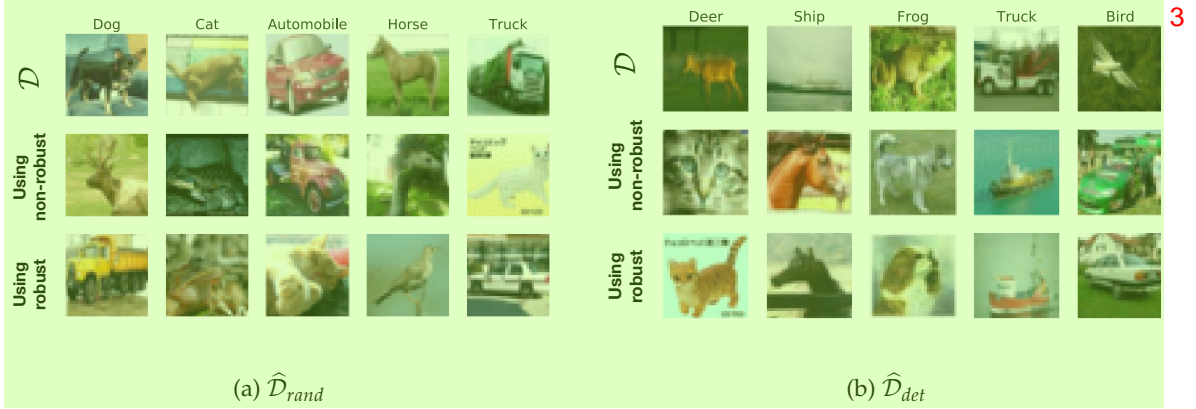 Dog Cat Automobile Horse Truck
𝒟
Using
non-robust
Using
robust
(a) 𝒟̂_rand
Deer Ship Frog Truck Bird
𝒟
Using
non-robust
Using
robust
(b) 𝒟̂_det
3